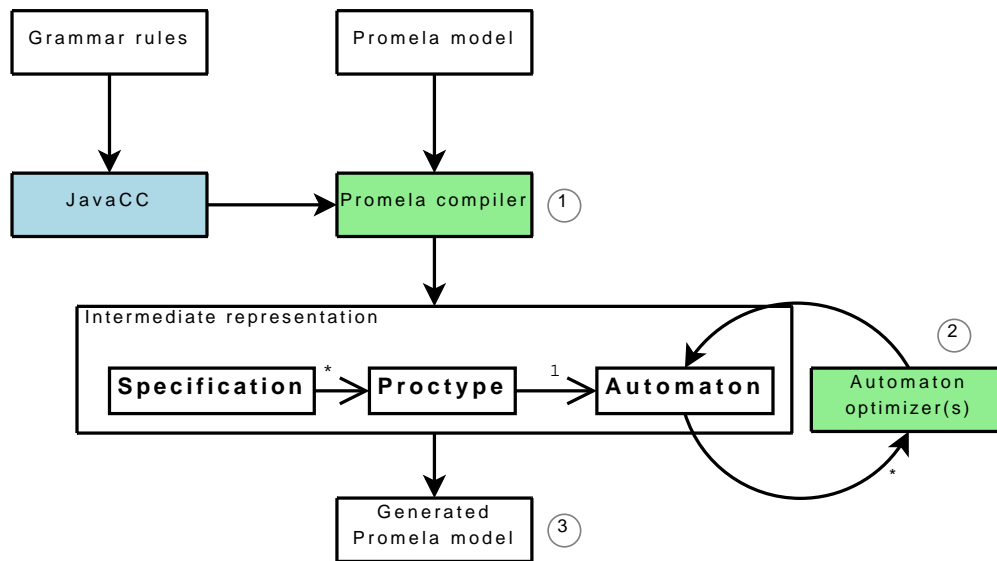 Grammar rules
Promela model
JavaCC
Promela compiler
1
Intermediate representation
2
Specification
*
Proctype
1
Automaton
Automaton
optimizer(s)
*
Generated
Promela model
3